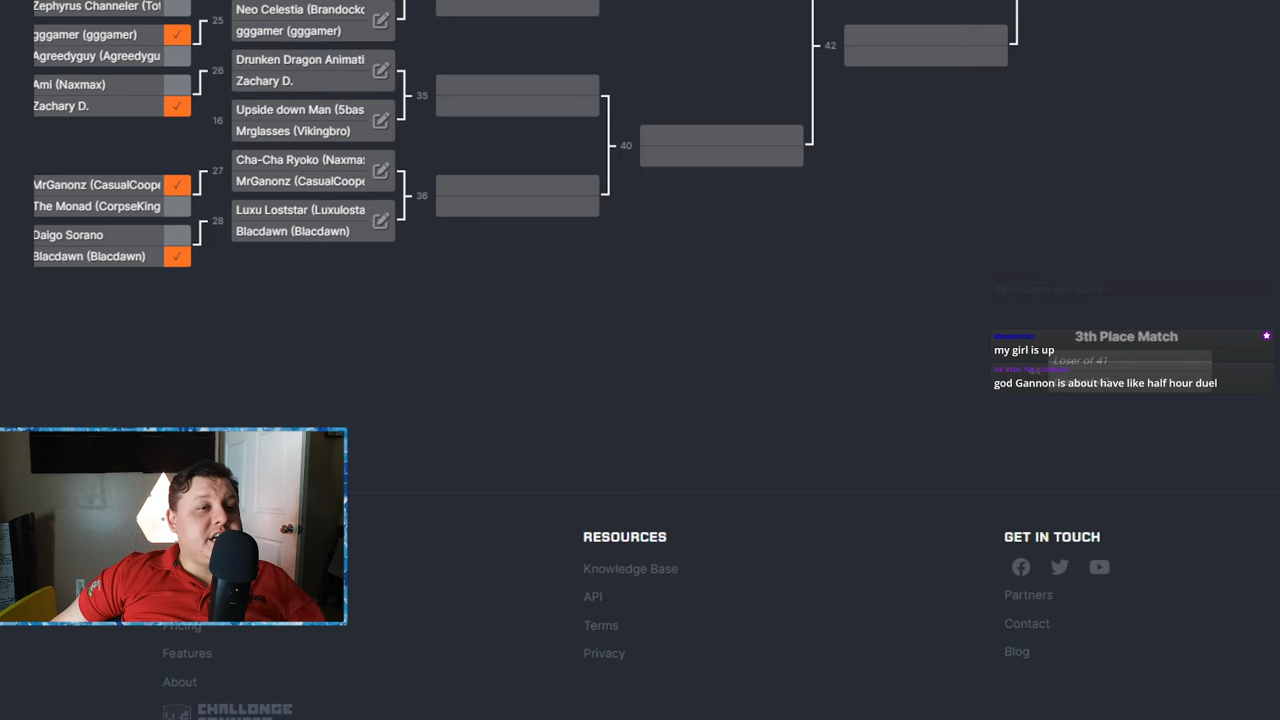 Zephyrus Channeler (Tot
gggamer (gggamer) ✓
Agreedyguy (Agreedygu
Ami (Naxmax)
Zachary D. ✓
MrGanonz (CasualCoope ✓
The Monad (CorpseKing
Daigo Sorano
Blacdawn (Blacdawn) ✓
25
Neo Celestia (Brandockc
gggamer (gggamer)
26
Drunken Dragon Animati
Zachary D.
16
Upside down Man (5bas
Mrglasses (Vikingbro)
27
Cha-Cha Ryoko (Naxma:
MrGanonz (CasualCoope
28
Luxu Loststar (Luxulosta
Blacdawn (Blacdawn)
35
36
40
42
3th Place Match
my girl is up
Loser of 41
god Gannon is about have like half hour duel
Pricing
Features
About
CHALLONGE
RESOURCES
Knowledge Base
API
Terms
Privacy
GET IN TOUCH
Partners
Contact
Blog